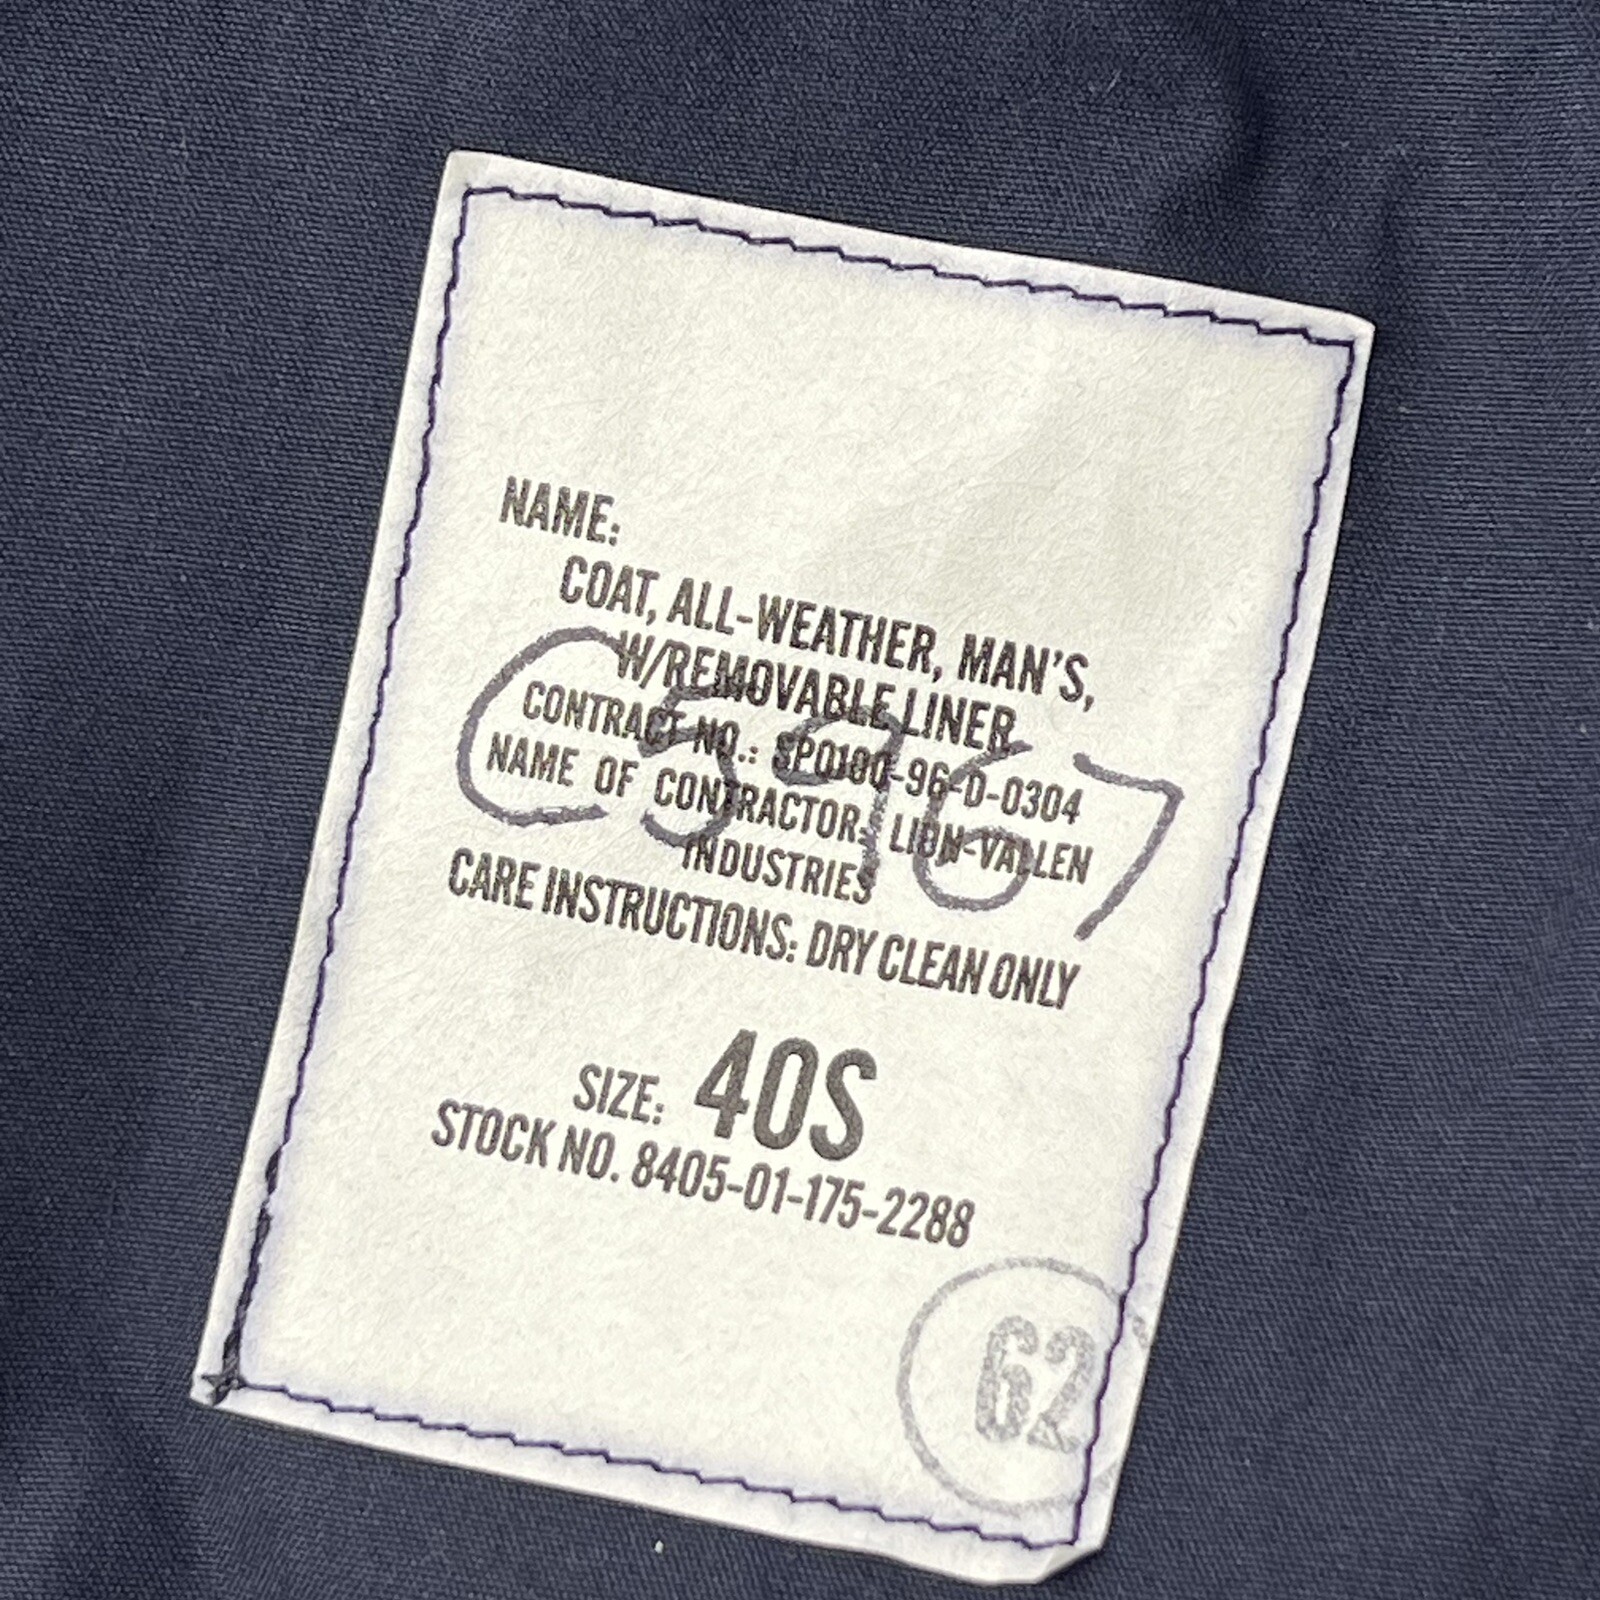 NAME:
COAT, ALL-WEATHER, MAN'S,
W/REMOVABLE LINER
CONTRACT NO.: SPO100-96-D-0304
NAME OF CONTRACTOR: LION-VALLEN
INDUSTRIES
C5967
CARE INSTRUCTIONS: DRY CLEAN ONLY
SIZE: 40S
STOCK NO. 8405-01-175-2288
62